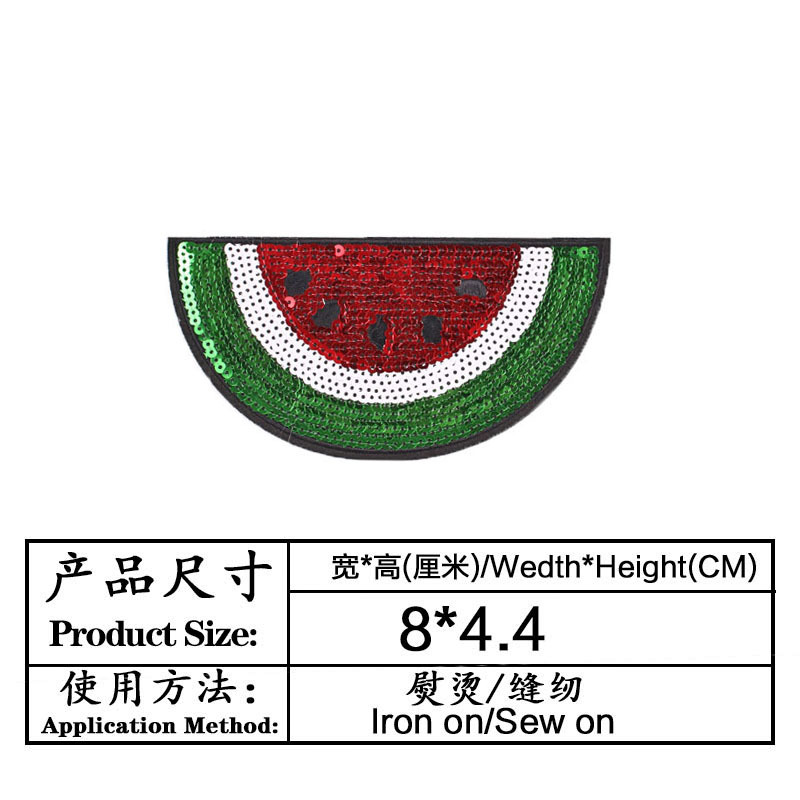 产品尺寸
Product Size:
宽*高(厘米)/Wedth*Height(CM)
8*4.4
使用方法：
Application Method:
熨烫/缝纫
Iron on/Sew on